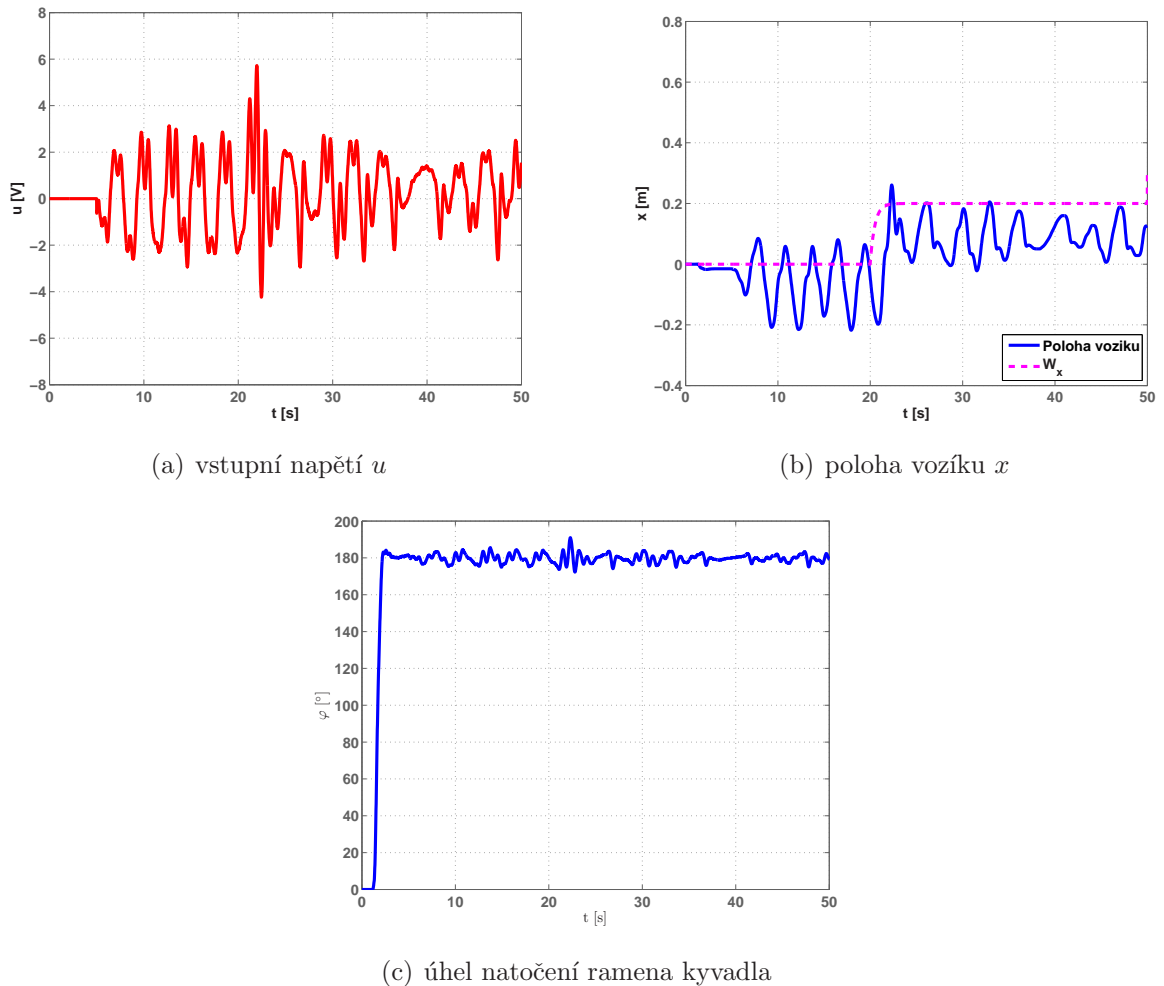 8
6
4
2
0
−2
−4
−6
−8
u [V]
0 10 20 30 40 50
t [s]
(a) vstupní napětí u
0.8
0.6
0.4
0.2
0
−0.2
−0.4
x [m]
Poloha voziku
W_x
0 10 20 30 40 50
t [s]
(b) poloha vozíku x
200
180
160
140
120
100
80
60
40
20
0
φ [°]
0 10 20 30 40 50
t [s]
(c) úhel natočení ramena kyvadla